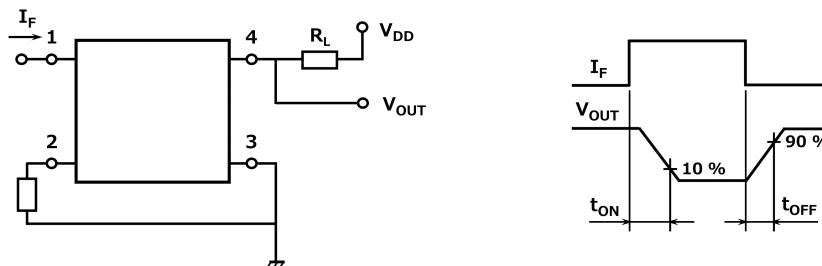 I_F
1
4
R_L
V_DD
V_OUT
2
3
I_F
V_OUT
10 %
90 %
t_ON
t_OFF